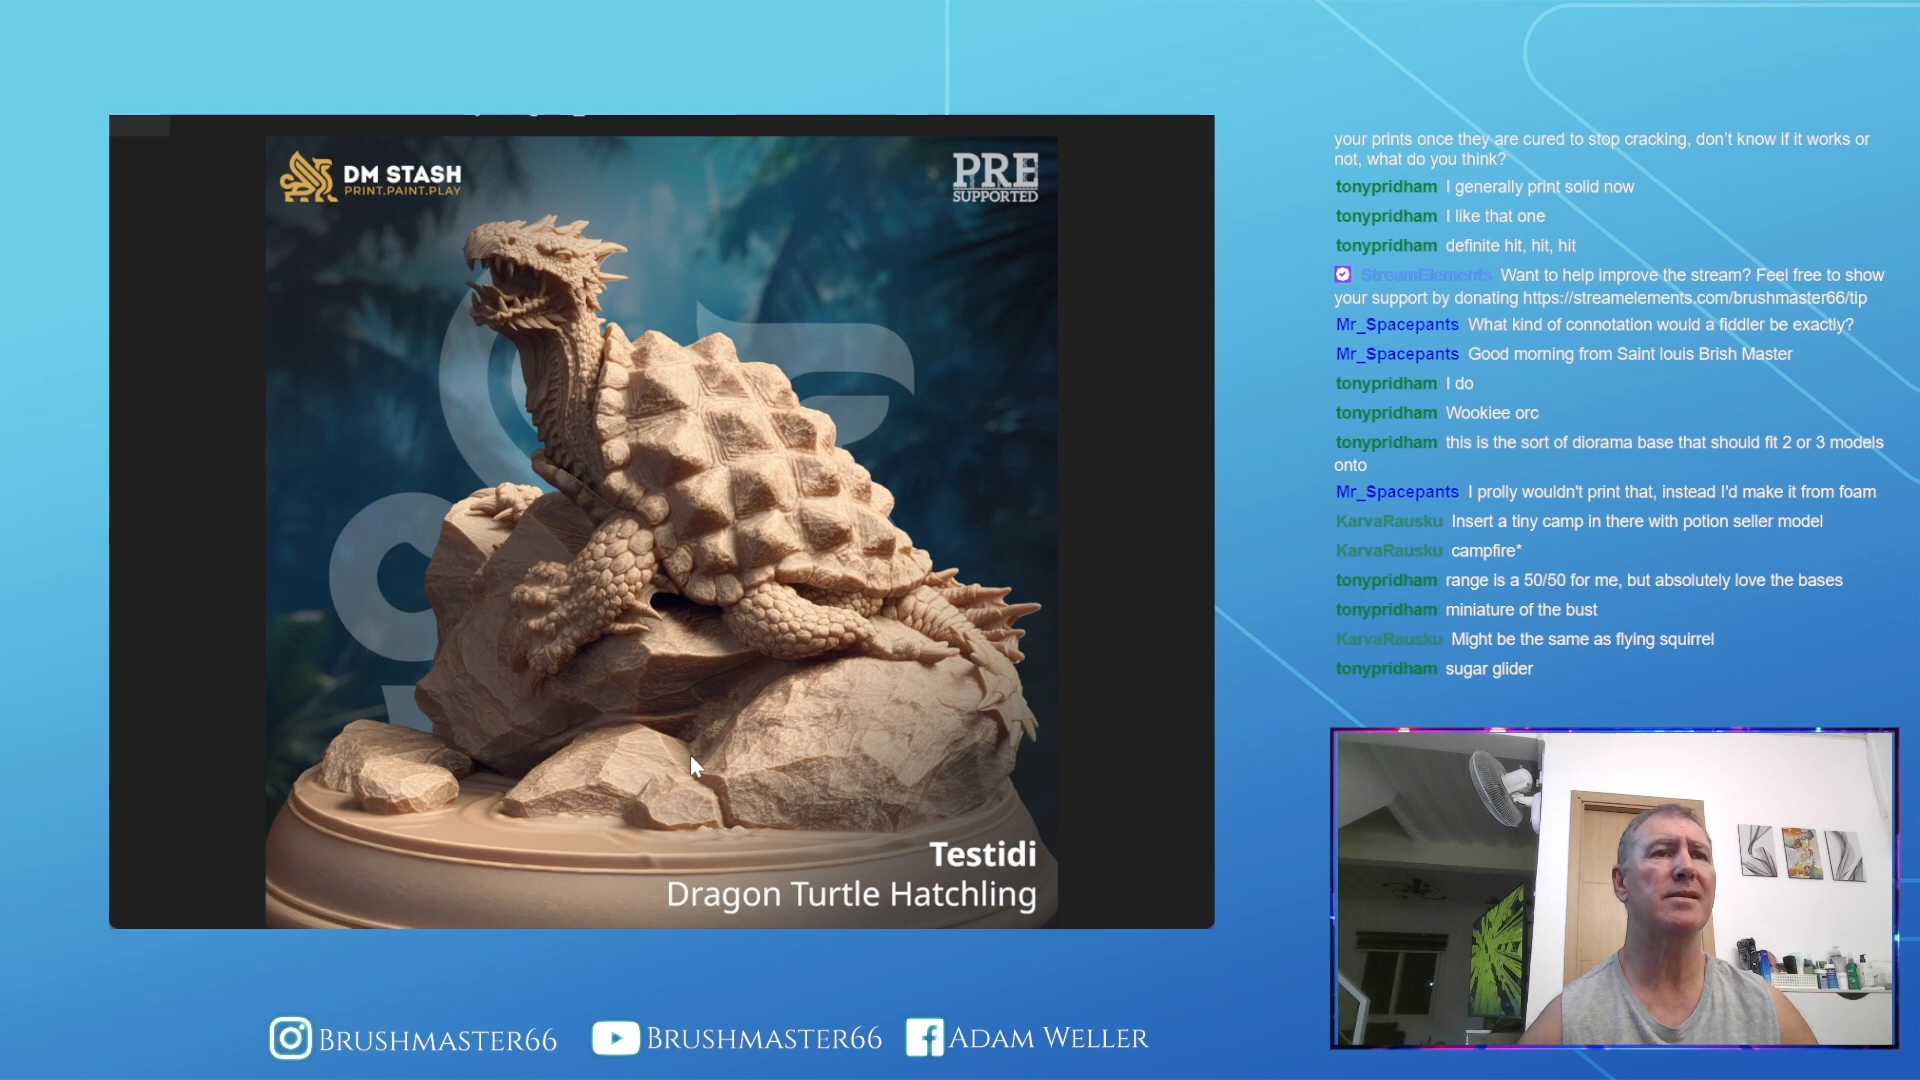 DM STASH
PRINT.PAINT.PLAY
PRE
SUPPORTED
Testidi
Dragon Turtle Hatchling
your prints once they are cured to stop cracking, don't know if it works or
not, what do you think?
tonypridham I generally print solid now
tonypridham I like that one
tonypridham definite hit, hit, hit
StreamElements Want to help improve the stream? Feel free to show
your support by donating https://streamelements.com/brushmaster66/tip
Mr_Spacepants What kind of connotation would a fiddler be exactly?
Mr_Spacepants Good morning from Saint louis Brish Master
tonypridham I do
tonypridham Wookiee orc
tonypridham this is the sort of diorama base that should fit 2 or 3 models
onto
Mr_Spacepants I prolly wouldn't print that, instead I'd make it from foam
KarvaRausku Insert a tiny camp in there with potion seller model
KarvaRausku campfire*
tonypridham range is a 50/50 for me, but absolutely love the bases
tonypridham miniature of the bust
KarvaRausku Might be the same as flying squirrel
tonypridham sugar glider
BRUSHMASTER66
BRUSHMASTER66
ADAM WELLER